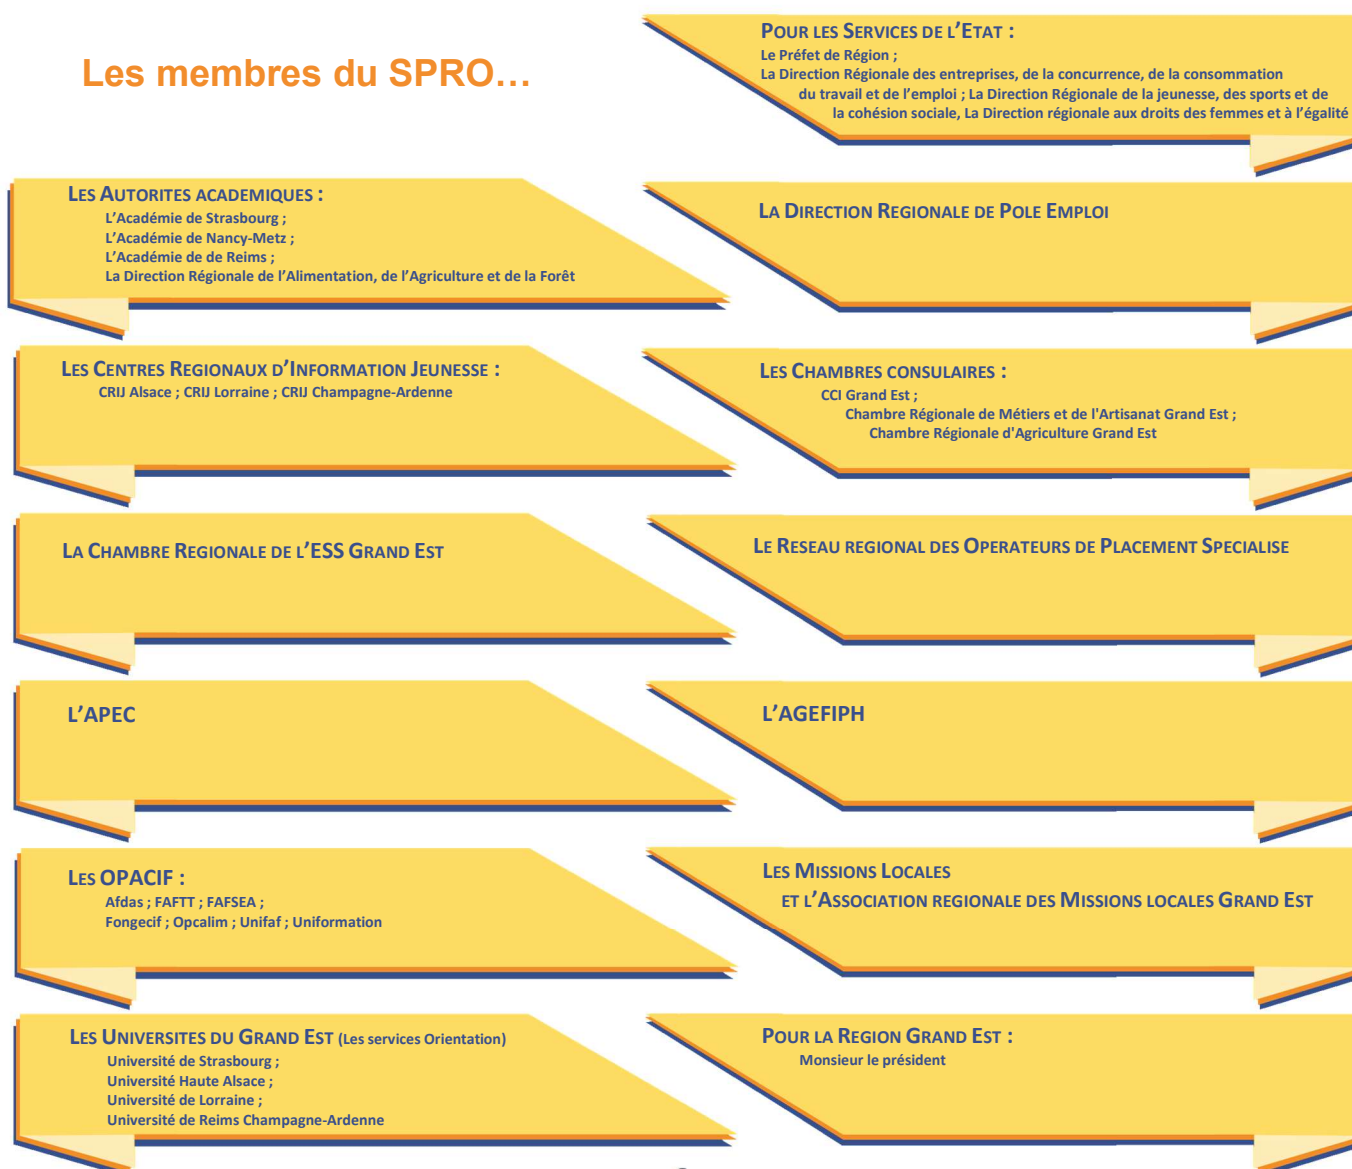 Les membres du SPRO…
POUR LES SERVICES DE L'ETAT :
Le Préfet de Région ;
La Direction Régionale des entreprises, de la concurrence, de la consommation
du travail et de l'emploi ; La Direction Régionale de la jeunesse, des sports et de
la cohésion sociale, La Direction régionale aux droits des femmes et à l'égalité
LES AUTORITES ACADEMIQUES :
L'Académie de Strasbourg ;
L'Académie de Nancy-Metz ;
L'Académie de de Reims ;
La Direction Régionale de l'Alimentation, de l'Agriculture et de la Forêt
LA DIRECTION REGIONALE DE POLE EMPLOI
LES CENTRES REGIONAUX D'INFORMATION JEUNESSE :
CRIJ Alsace ; CRIJ Lorraine ; CRIJ Champagne-Ardenne
LES CHAMBRES CONSULAIRES :
CCI Grand Est ;
Chambre Régionale de Métiers et de l'Artisanat Grand Est ;
Chambre Régionale d'Agriculture Grand Est
LA CHAMBRE REGIONALE DE L'ESS GRAND EST
LE RESEAU REGIONAL DES OPERATEURS DE PLACEMENT SPECIALISE
L'APEC
L'AGEFIPH
LES OPACIF :
Afdas ; FAFTT ; FAFSEA ;
Fongecif ; Opcalim ; Unifaf ; Uniformation
LES MISSIONS LOCALES
ET L'ASSOCIATION REGIONALE DES MISSIONS LOCALES GRAND EST
LES UNIVERSITES DU GRAND EST (Les services Orientation)
Université de Strasbourg ;
Université Haute Alsace ;
Université de Lorraine ;
Université de Reims Champagne-Ardenne
POUR LA REGION GRAND EST :
Monsieur le président